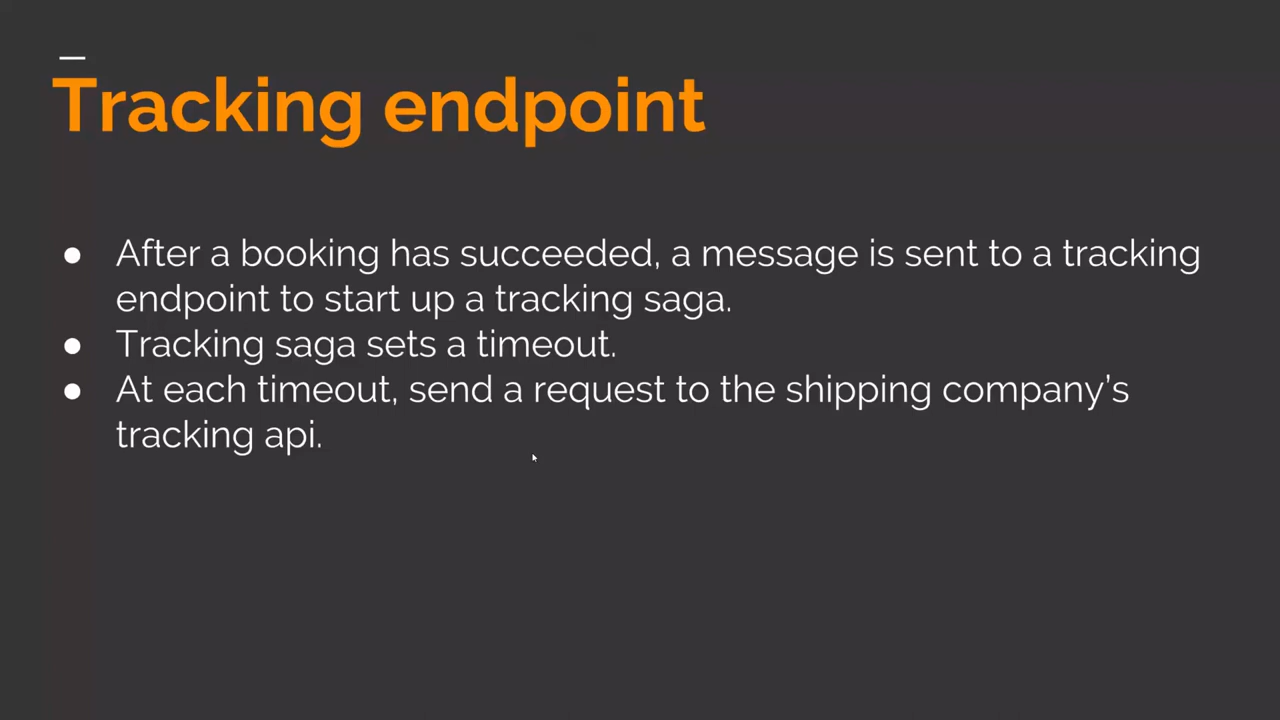 Tracking endpoint
● After a booking has succeeded, a message is sent to a tracking
endpoint to start up a tracking saga.
● Tracking saga sets a timeout.
● At each timeout, send a request to the shipping company’s
tracking api.